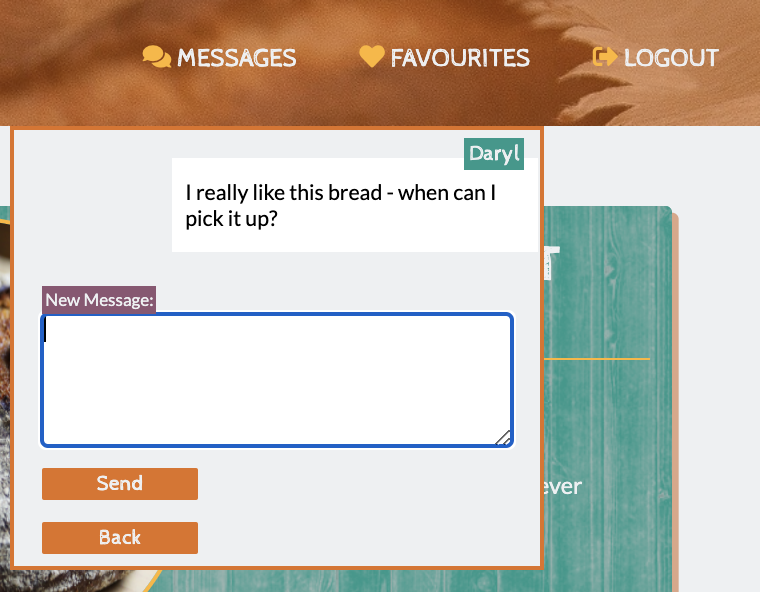 MESSAGES FAVOURITES LOGOUT
Daryl
I really like this bread - when can I
pick it up?
New Message:
Send
Back
ever